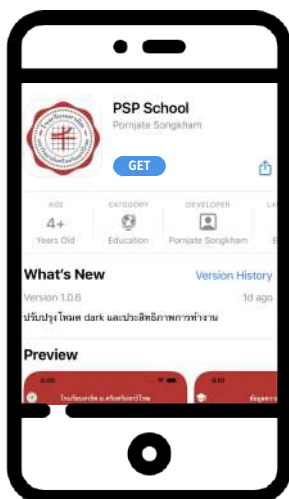 PSP School
Pornjate Songkham
GET
AGE
CATEGORY
DEVELOPER
4+
Years Old
Education
Pornjate Songkham
What's New
Version History
Version 1.0.6
1d ago
ปรับปรุงโหมด dark และประสิทธิภาพการทำงาน
Preview